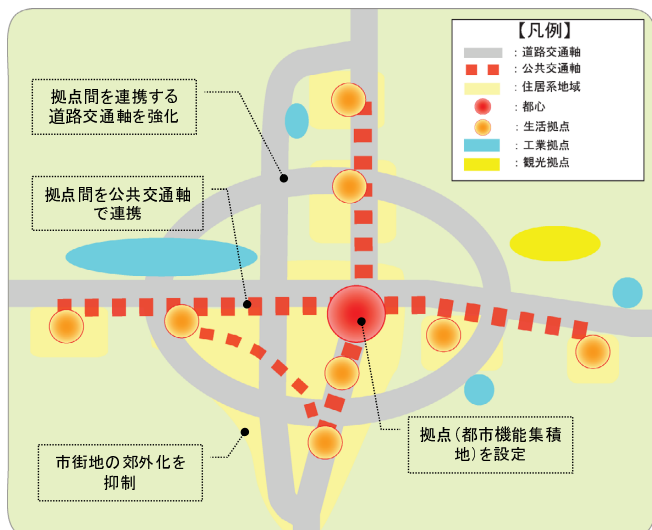 【凡例】
：道路交通軸
：公共交通軸
：住居系地域
：都心
：生活拠点
：工業拠点
：観光拠点
拠点間を連携する
道路交通軸を強化
拠点間を公共交通軸
で連携
市街地の郊外化を
抑制
拠点（都市機能集積
地）を設定